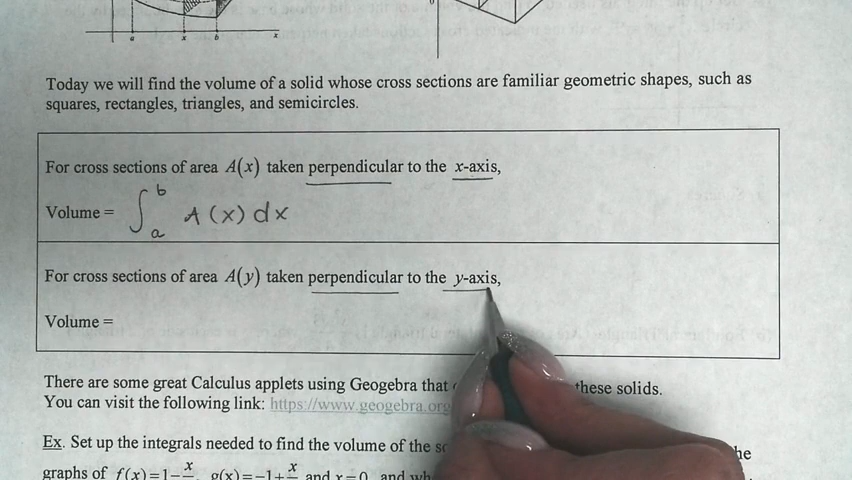 a x b x
Today we will find the volume of a solid whose cross sections are familiar geometric shapes, such as
squares, rectangles, triangles, and semicircles.
For cross sections of area A(x) taken perpendicular to the x-axis,
Volume = ∫_a^b A(x) dx
For cross sections of area A(y) taken perpendicular to the y-axis,
Volume =
There are some great Calculus applets using Geogebra that these solids.
You can visit the following link: https://www.geogebra.org
Ex. Set up the integrals needed to find the volume of the
graphs of f(x)=1-x g(x)=-1+x and x=0, and